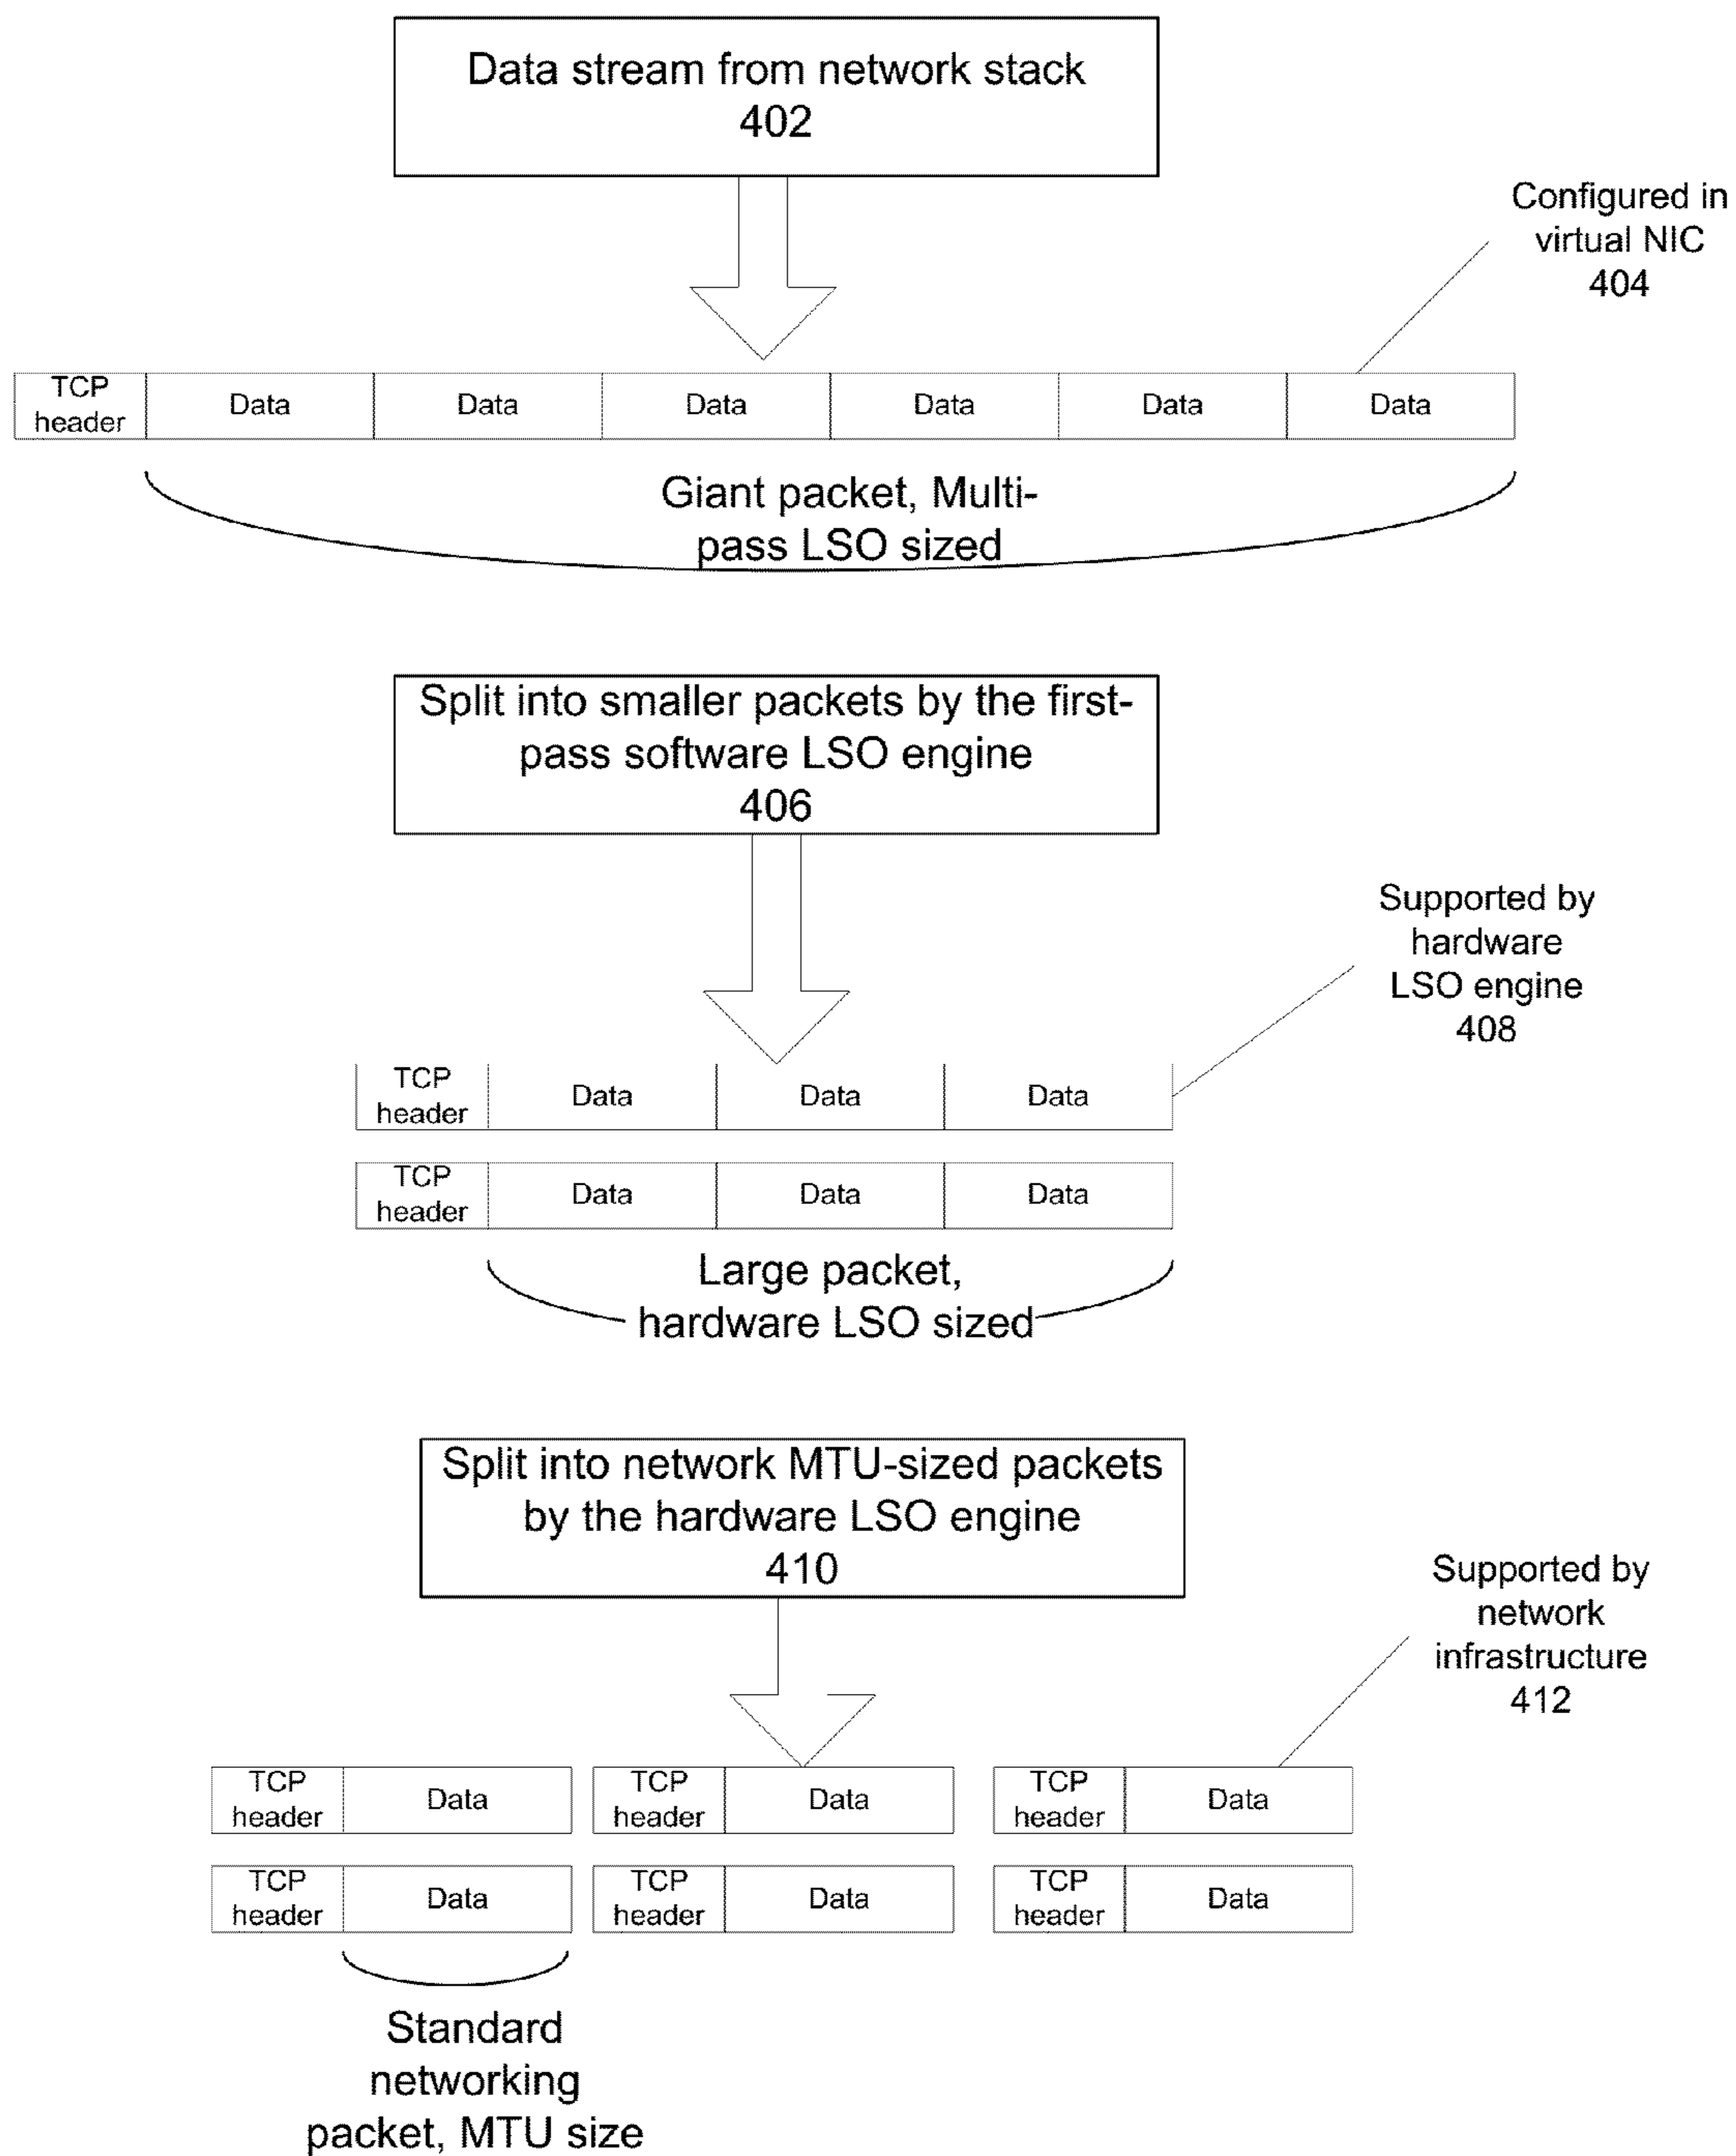 Data stream from network stack
402
Configured in
virtual NIC
404
TCP
header
Data
Data
Data
Data
Data
Data
Giant packet, Multi-
pass LSO sized
Split into smaller packets by the first-
pass software LSO engine
406
Supported by
hardware
LSO engine
408
TCP
header
Data
Data
Data
TCP
header
Data
Data
Data
Large packet,
hardware LSO sized
Split into network MTU-sized packets
by the hardware LSO engine
410
Supported by
network
infrastructure
412
TCP
header
Data
TCP
header
Data
TCP
header
Data
TCP
header
Data
TCP
header
Data
TCP
header
Data
Standard
networking
packet, MTU size